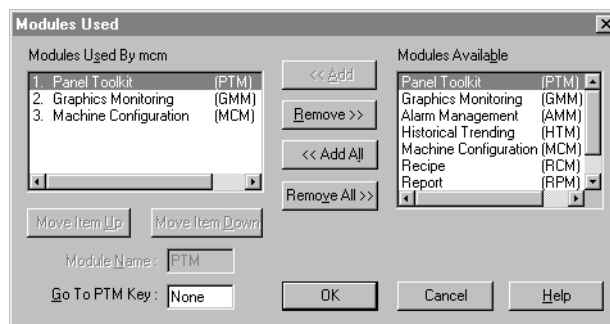 Modules Used
Modules Used By mcm
1. Panel Toolkit (PTM)
2. Graphics Monitoring (GMM)
3. Machine Configuration (MCM)
Move Item Up
Move Item Down
Module Name : PTM
Go To PTM Key : None
<< Add
Remove >>
<< Add All
Remove All >>
Modules Available
Panel Toolkit (PTM)
Graphics Monitoring (GMM)
Alarm Management (AMM)
Historical Trending (HTM)
Machine Configuration (MCM)
Recipe (RCM)
Report (RPM)
OK
Cancel
Help